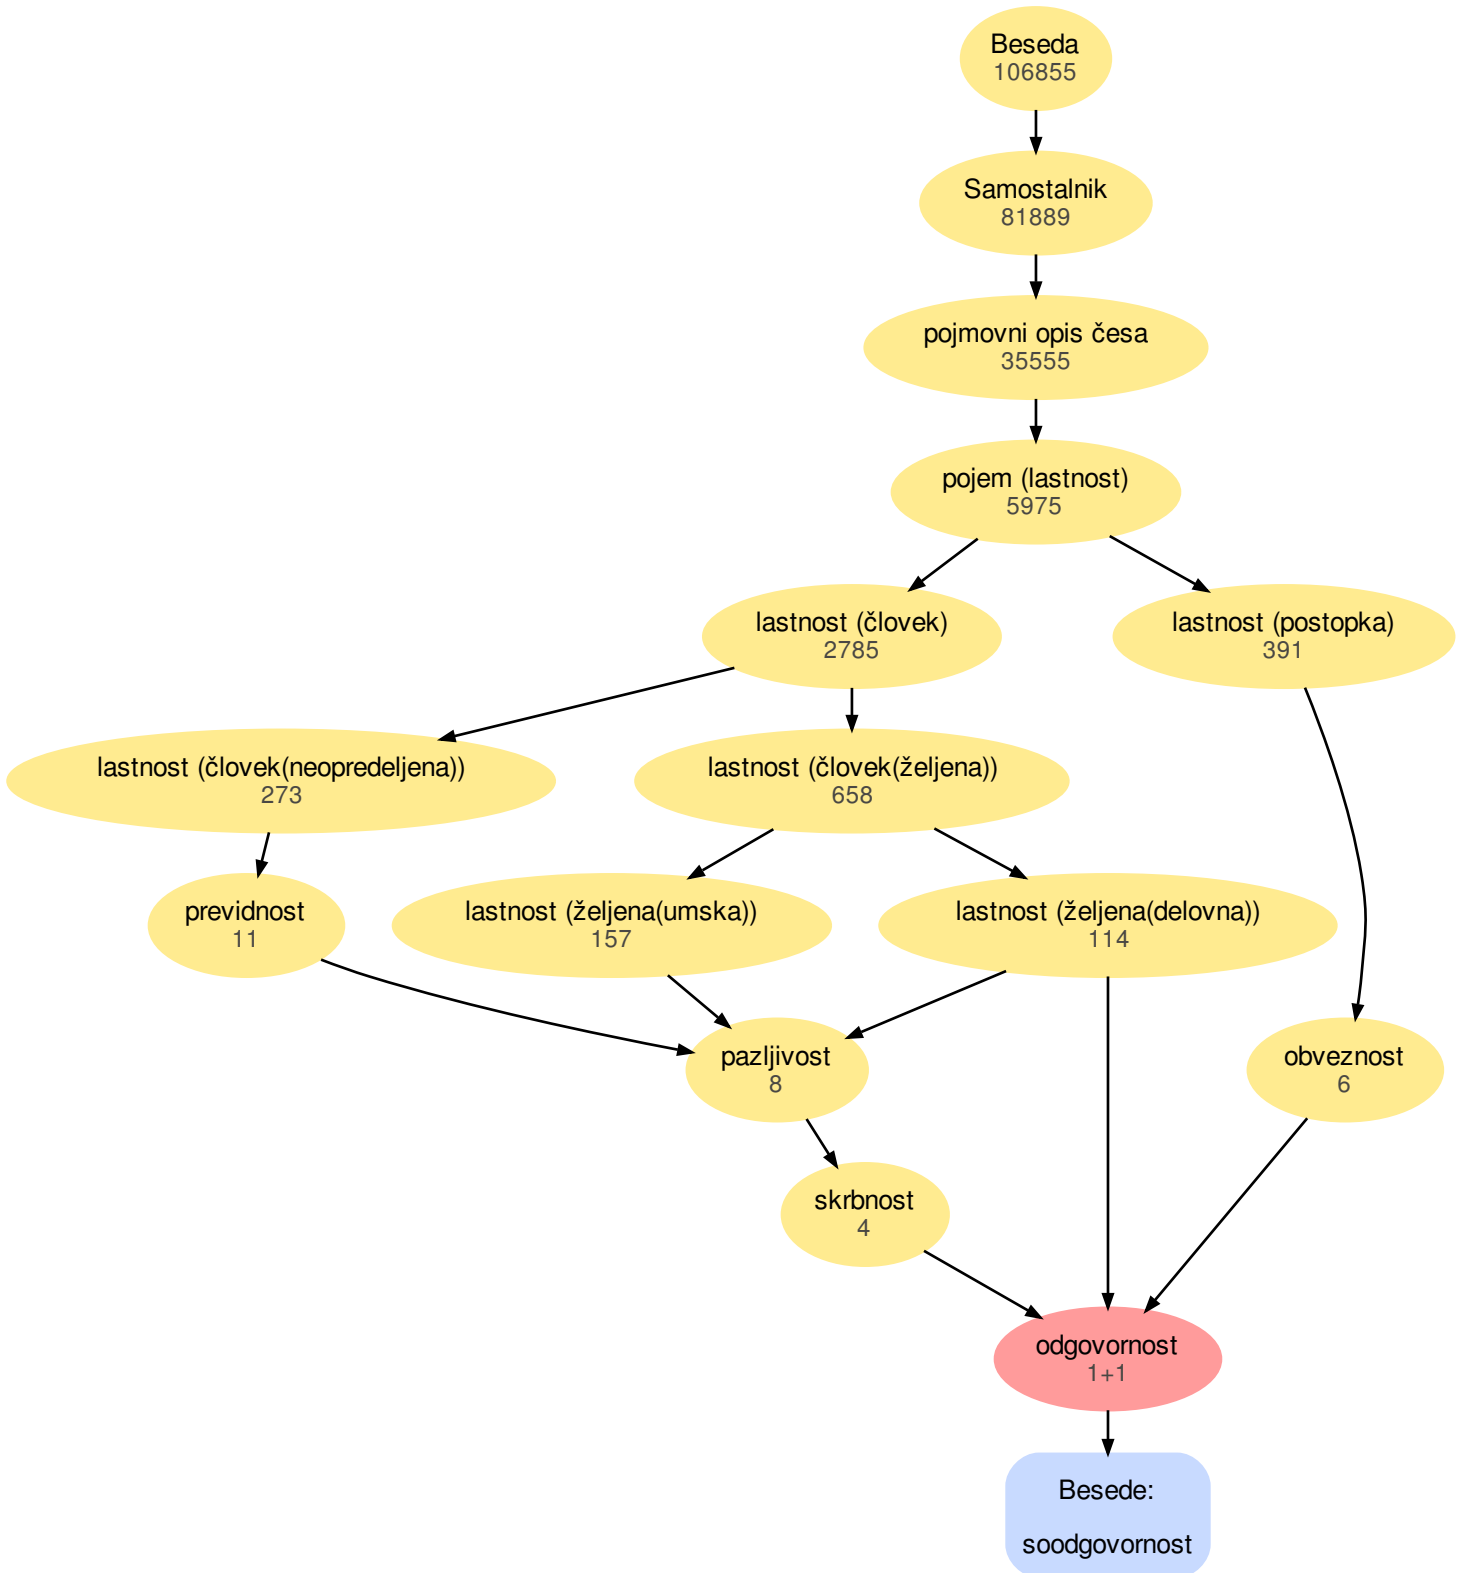 Beseda
106855
Samostalnik
81889
pojmovni opis česa
35555
pojem (lastnost)
5975
lastnost (človek)
2785
lastnost (postopka)
391
lastnost (človek(neopredeljena))
273
lastnost (človek(željena))
658
previdnost
11
lastnost (željena(umska))
157
lastnost (željena(delovna))
114
pazljivost
8
obveznost
6
skrbnost
4
odgovornost
1+1
Besede:
soodgovornost